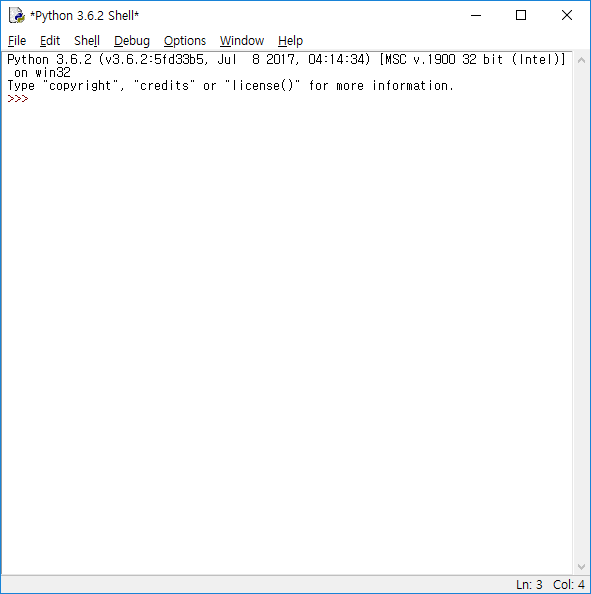 *Python 3.6.2 Shell*
File Edit Shell Debug Options Window Help
Python 3.6.2 (v3.6.2:5fd33b5, Jul  8 2017, 04:14:34) [MSC v.1900 32 bit (Intel)]
 on win32
Type "copyright", "credits" or "license()" for more information.
>>>
Ln: 3 Col: 4